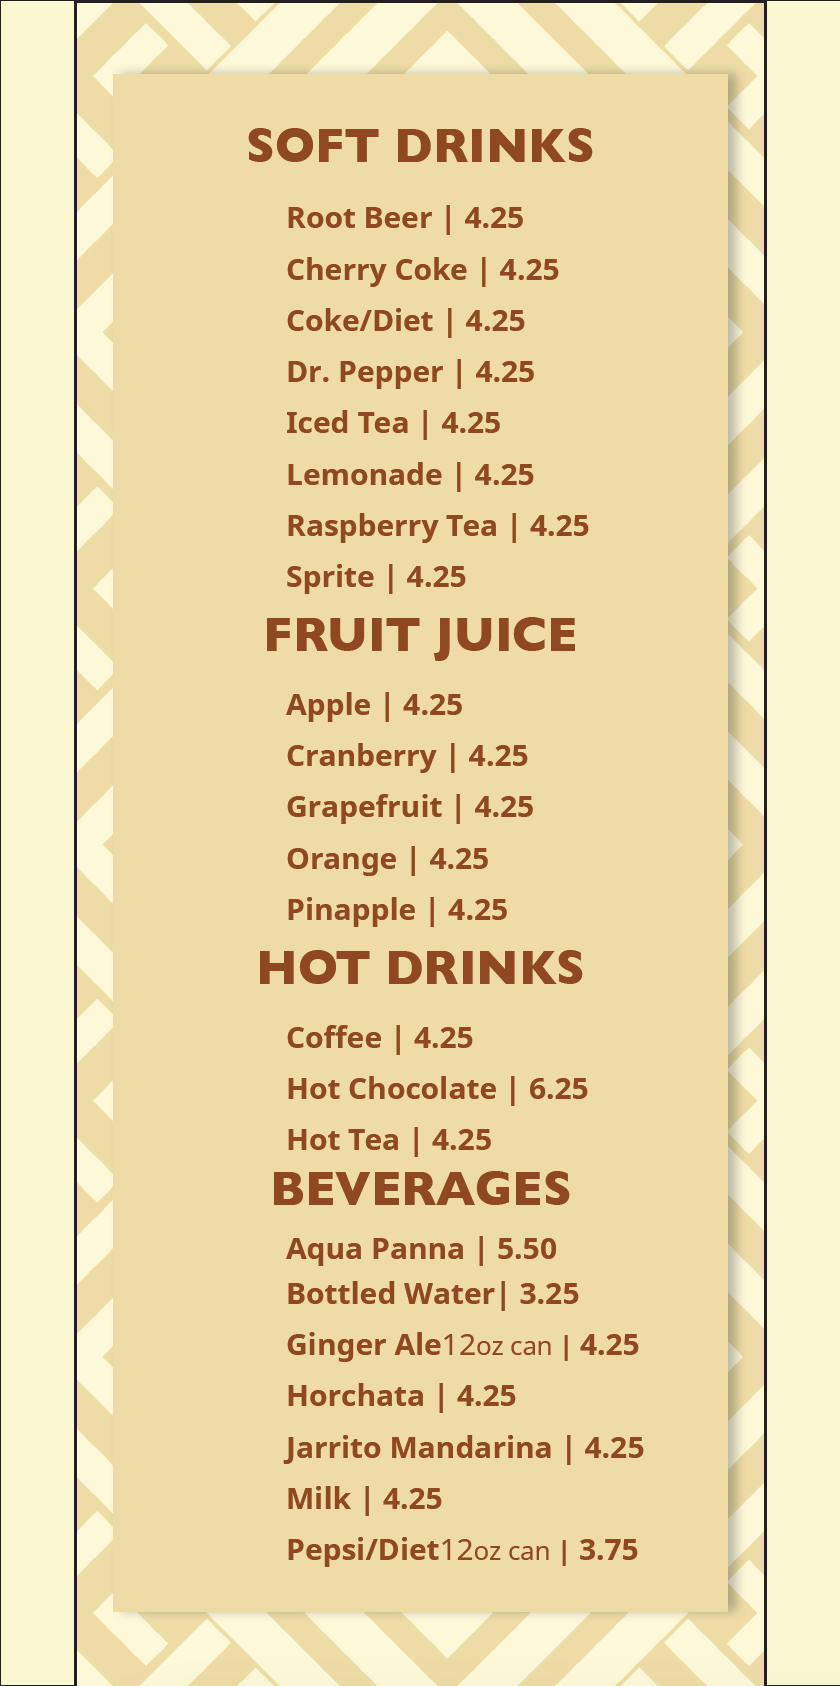 SOFT DRINKS
Root Beer | 4.25
Cherry Coke | 4.25
Coke/Diet | 4.25
Dr. Pepper | 4.25
Iced Tea | 4.25
Lemonade | 4.25
Raspberry Tea | 4.25
Sprite | 4.25
FRUIT JUICE
Apple | 4.25
Cranberry | 4.25
Grapefruit | 4.25
Orange | 4.25
Pinapple | 4.25
HOT DRINKS
Coffee | 4.25
Hot Chocolate | 6.25
Hot Tea | 4.25
BEVERAGES
Aqua Panna | 5.50
Bottled Water| 3.25
Ginger Ale12oz can | 4.25
Horchata | 4.25
Jarrito Mandarina | 4.25
Milk | 4.25
Pepsi/Diet12oz can | 3.75